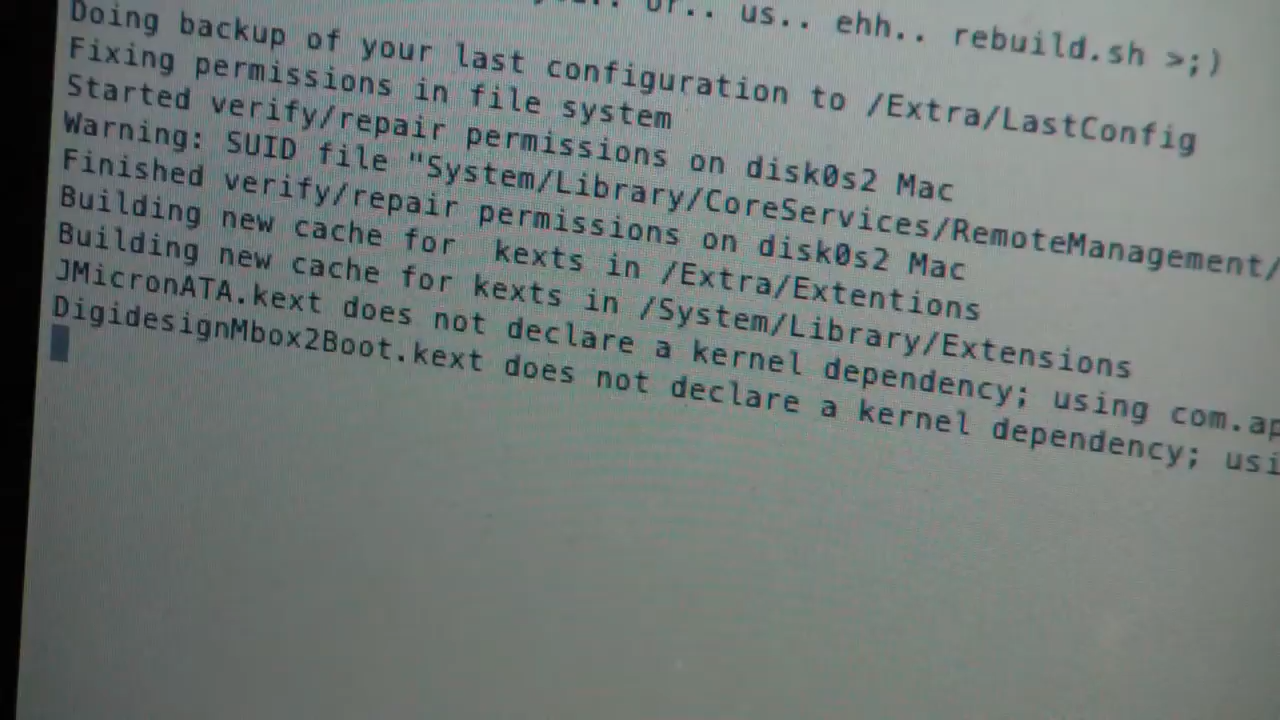 or.. us.. ehh.. rebuild.sh >;)
Doing backup of your last configuration to /Extra/LastConfig
Fixing permissions in file system
Started verify/repair permissions on disk0s2 Mac
Warning: SUID file "System/Library/CoreServices/RemoteManagement/
Finished verify/repair permissions on disk0s2 Mac
Building new cache for  kexts in /Extra/Extentions
Building new cache for kexts in /System/Library/Extensions
JMicronATA.kext does not declare a kernel dependency; using com.ap
DigidesignMbox2Boot.kext does not declare a kernel dependency; usi